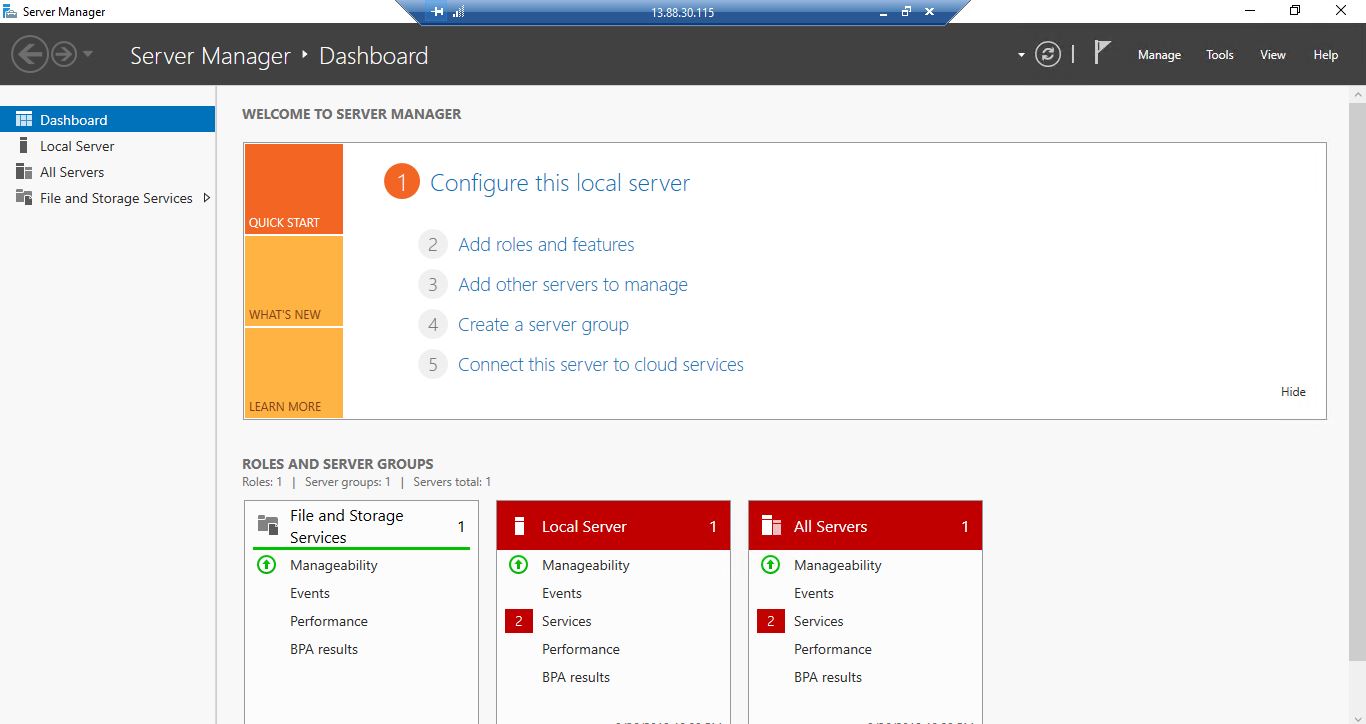 Server Manager
13.88.30.115
Server Manager Dashboard
Manage Tools View Help
Dashboard
Local Server
All Servers
File and Storage Services
WELCOME TO SERVER MANAGER
QUICK START
WHAT'S NEW
LEARN MORE
1 Configure this local server
2 Add roles and features
3 Add other servers to manage
4 Create a server group
5 Connect this server to cloud services
Hide
ROLES AND SERVER GROUPS
Roles: 1 | Server groups: 1 | Servers total: 1
File and Storage
Services
1
Manageability
Events
Performance
BPA results
Local Server 1
Manageability
Events
2 Services
Performance
BPA results
All Servers 1
Manageability
Events
2 Services
Performance
BPA results